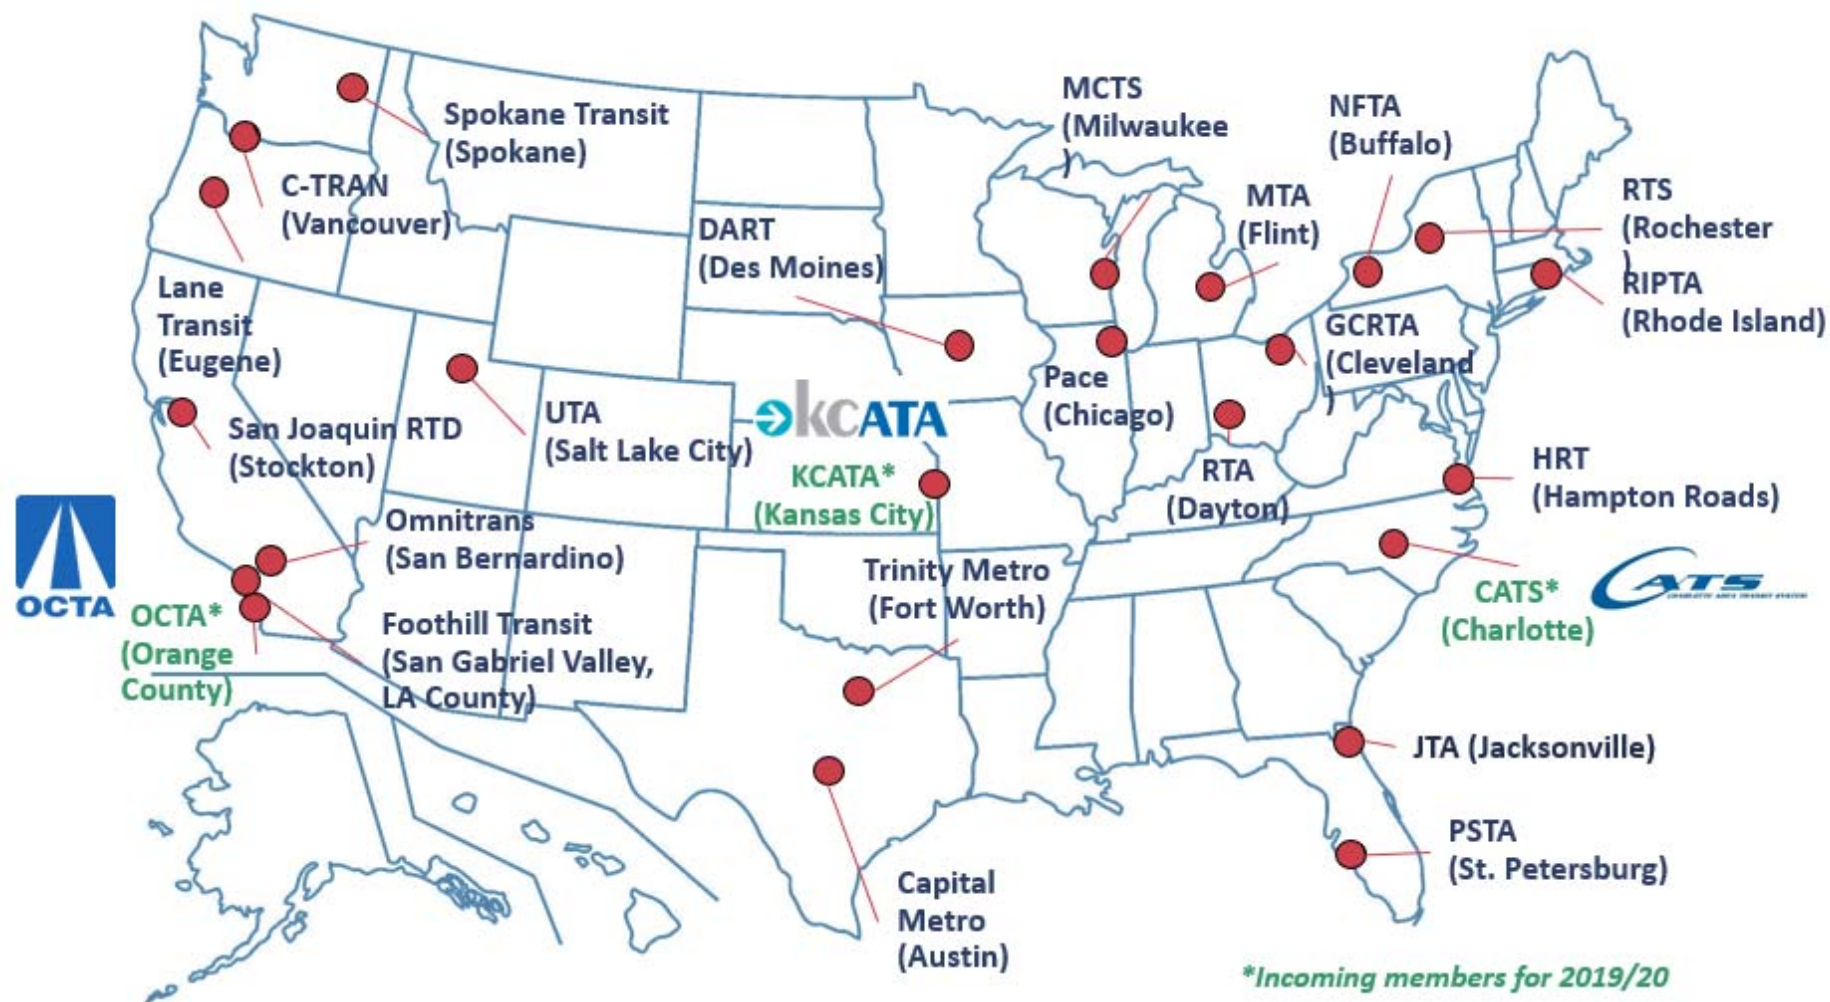 Spokane Transit
(Spokane)
C-TRAN
(Vancouver)
Lane
Transit
(Eugene)
San Joaquin RTD
(Stockton)
UTA
(Salt Lake City)
DART
(Des Moines)
MCTS
(Milwaukee
)
MTA
(Flint)
NFTA
(Buffalo)
RTS
(Rochester
)
RIPTA
(Rhode Island)
GCRTA
(Cleveland
)
Pace
(Chicago)
RTA
(Dayton)
kcATA
KCATA*
(Kansas City)
HRT
(Hampton Roads)
CATS*
(Charlotte)
CATS
CHARLOTTE AREA TRANSIT SYSTEM
OCTA
OCTA*
(Orange
County)
Omnitrans
(San Bernardino)
Foothill Transit
(San Gabriel Valley,
LA County)
Trinity Metro
(Fort Worth)
Capital
Metro
(Austin)
JTA (Jacksonville)
PSTA
(St. Petersburg)
*Incoming members for 2019/20